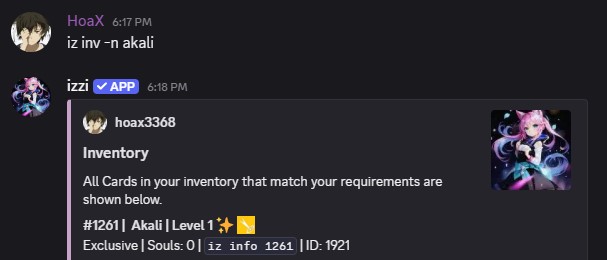 HoaX 6:17 PM
iz inv -n akali
izzi ✓ APP 6:18 PM
hoax3368
Inventory
All Cards in your inventory that match your requirements are
shown below.
#1261 | Akali | Level 1 ✨
Exclusive | Souls: 0 | iz info 1261 | ID: 1921